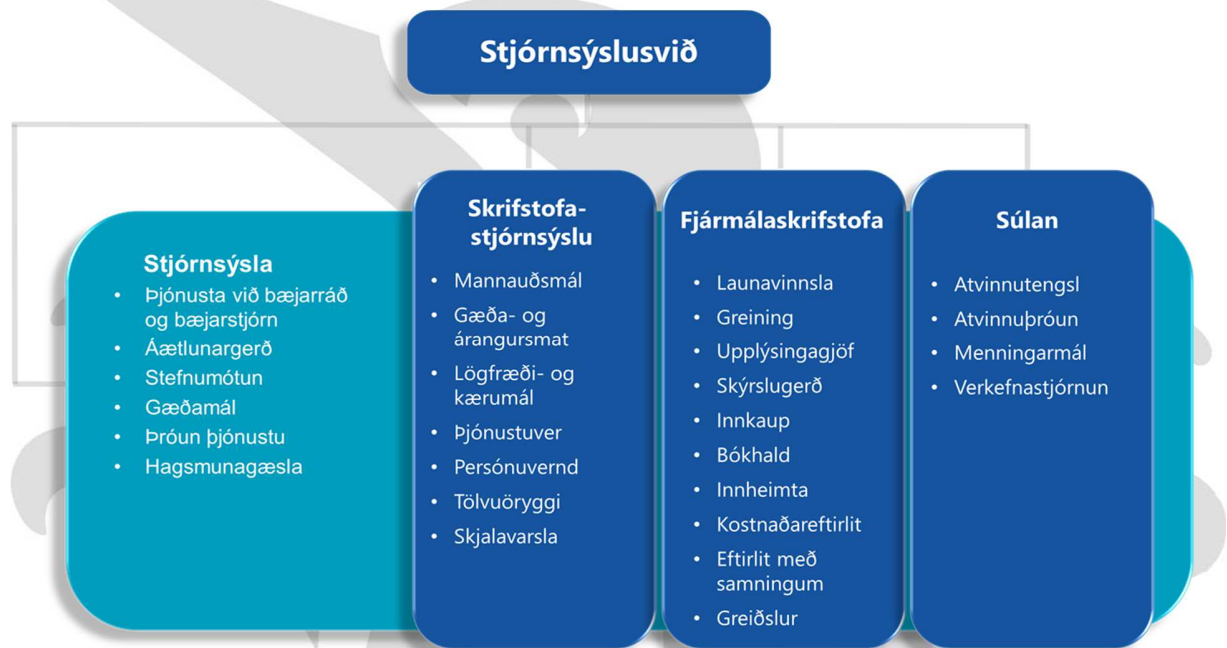 Stjórnsýslusvið
Stjórnsýsla
• Þjónusta við bæjarráð
og bæjarstjórn
• Áætlunargerð
• Stefnumótun
• Gæðamál
• Þróun þjónustu
• Hagsmunagæsla
Skrifstofa-
stjórnsýslu
• Mannauðsmál
• Gæða- og
árangursmat
• Lögfræði- og
kærumál
• Þjónustuver
• Persónuvernd
• Tölvuöryggi
• Skjalavarsla
Fjármálaskrifstofa
• Launavinnsla
• Greining
• Upplýsingagjöf
• Skýrslugerð
• Innkaup
• Bókhald
• Innheimta
• Kostnaðareftirlit
• Eftirlit með
samningum
• Greiðslur
Súlan
• Atvinnutengsl
• Atvinnuþróun
• Menningarmál
• Verkefnastjórnun